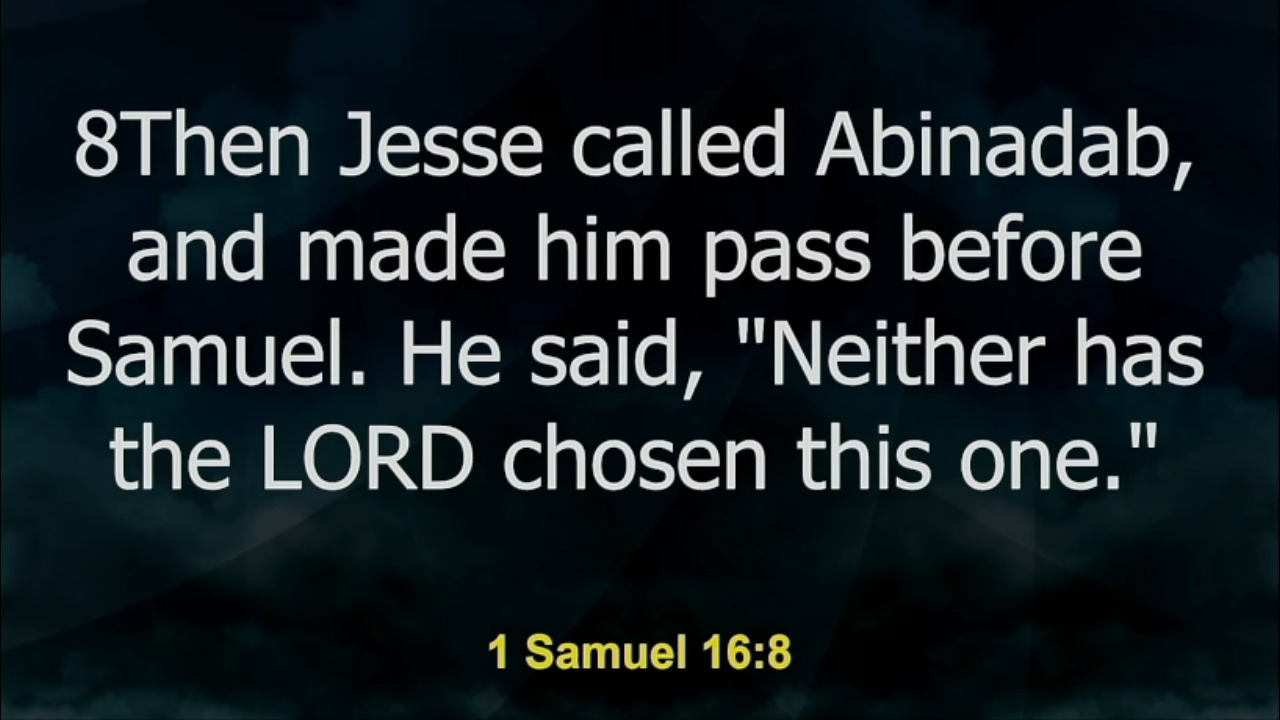 8Then Jesse called Abinadab,
and made him pass before
Samuel. He said, "Neither has
the LORD chosen this one."
1 Samuel 16:8